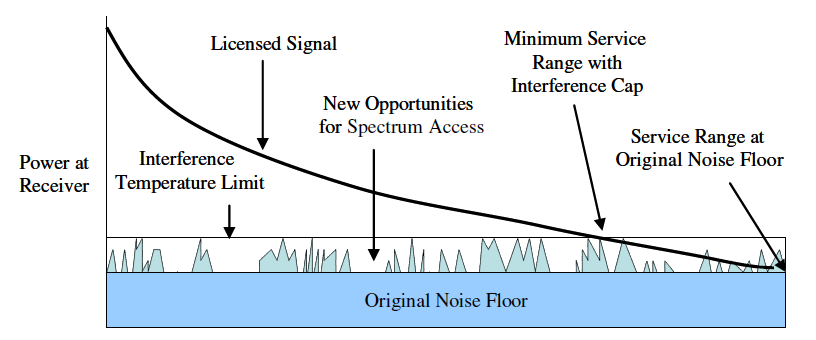 Licensed Signal
Minimum Service
Range with
Interference Cap
New Opportunities
for Spectrum Access
Service Range at
Original Noise Floor
Power at
Receiver
Interference
Temperature Limit
Original Noise Floor